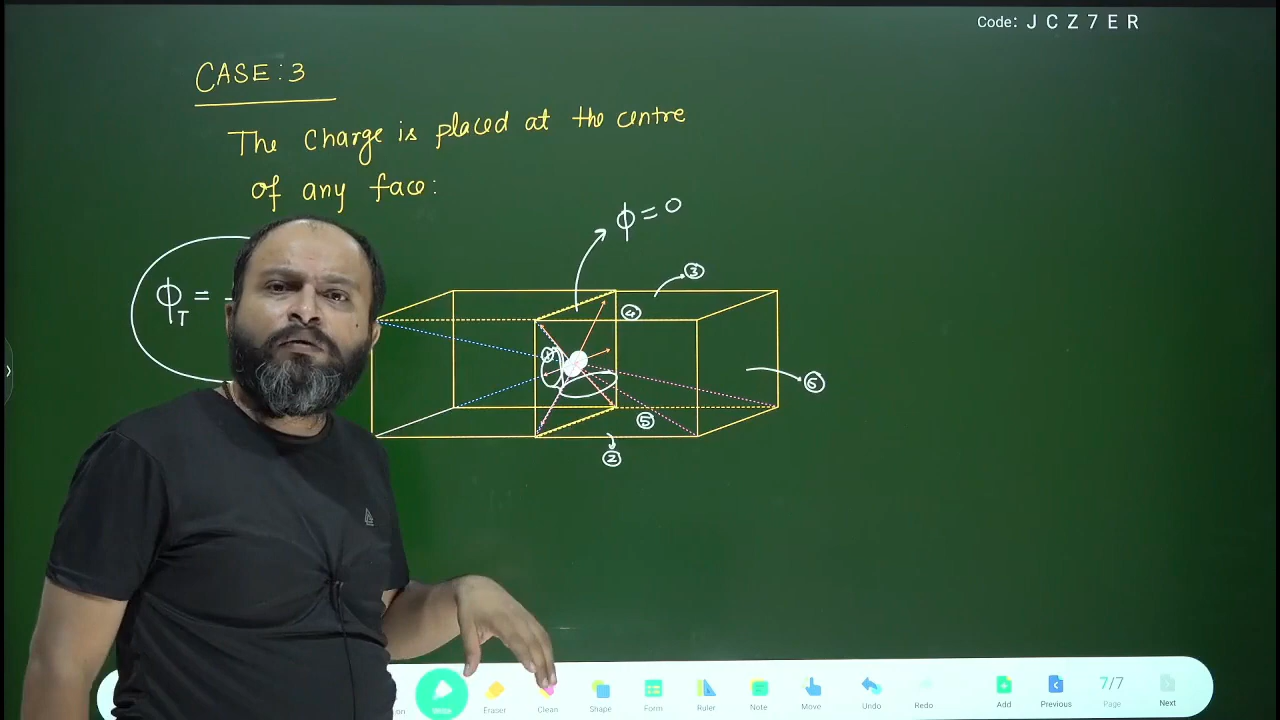 Code: J C Z 7 E R
CASE: 3
The Charge is placed at the centre
of any face:
ϕ = 0
ϕT =
③
④
①
⑥
⑤
②
Eraser
Clean
Shape
Form
Ruler
Note
Move
Undo
Redo
Add
Previous
7/7
Page
Next